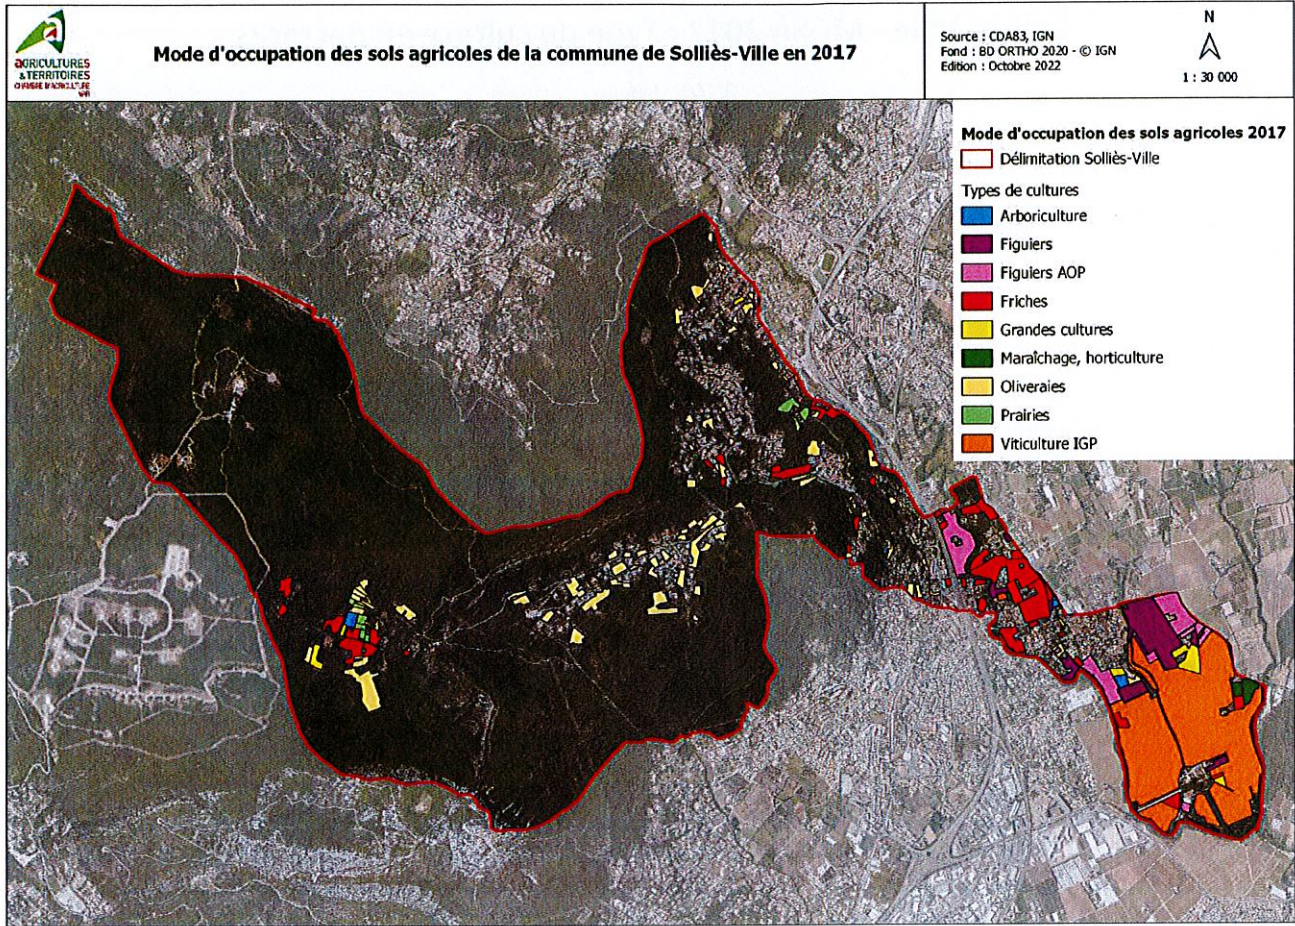 AGRICULTURES
& TERRITOIRES
CHAMBRE D'AGRICULTURE
VAR
Mode d'occupation des sols agricoles de la commune de Solliès-Ville en 2017
Source : CDA83, IGN
Fond : BD ORTHO 2020 - © IGN
Edition : Octobre 2022
N
1 : 30 000
Mode d'occupation des sols agricoles 2017
Délimitation Solliès-Ville
Types de cultures
Arboriculture
Figuiers
Figuiers AOP
Friches
Grandes cultures
Maraîchage, horticulture
Oliveraies
Prairies
Viticulture IGP